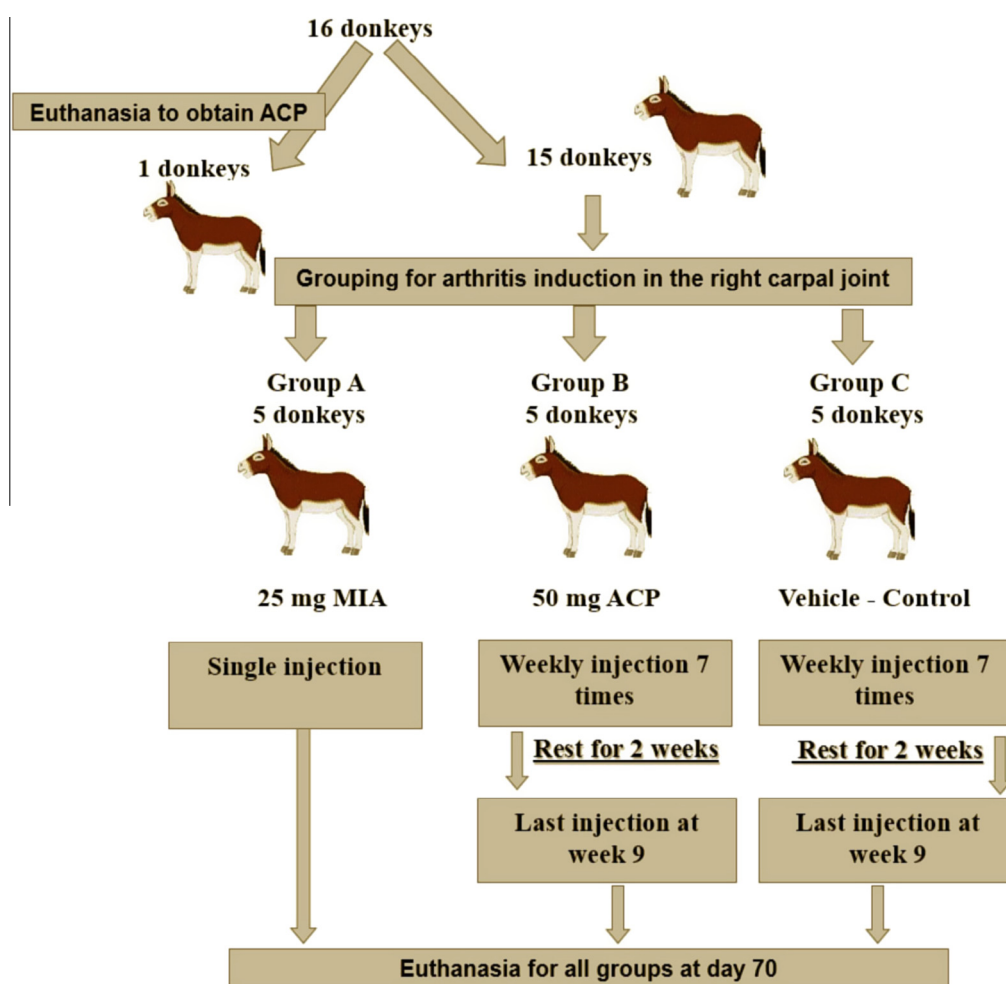 16 donkeys
Euthanasia to obtain ACP
1 donkeys
15 donkeys
Grouping for arthritis induction in the right carpal joint
Group A
5 donkeys
Group B
5 donkeys
Group C
5 donkeys
25 mg MIA
50 mg ACP
Vehicle - Control
Single injection
Weekly injection 7
times
Weekly injection 7
times
Rest for 2 weeks
Rest for 2 weeks
Last injection at
week 9
Last injection at
week 9
Euthanasia for all groups at day 70